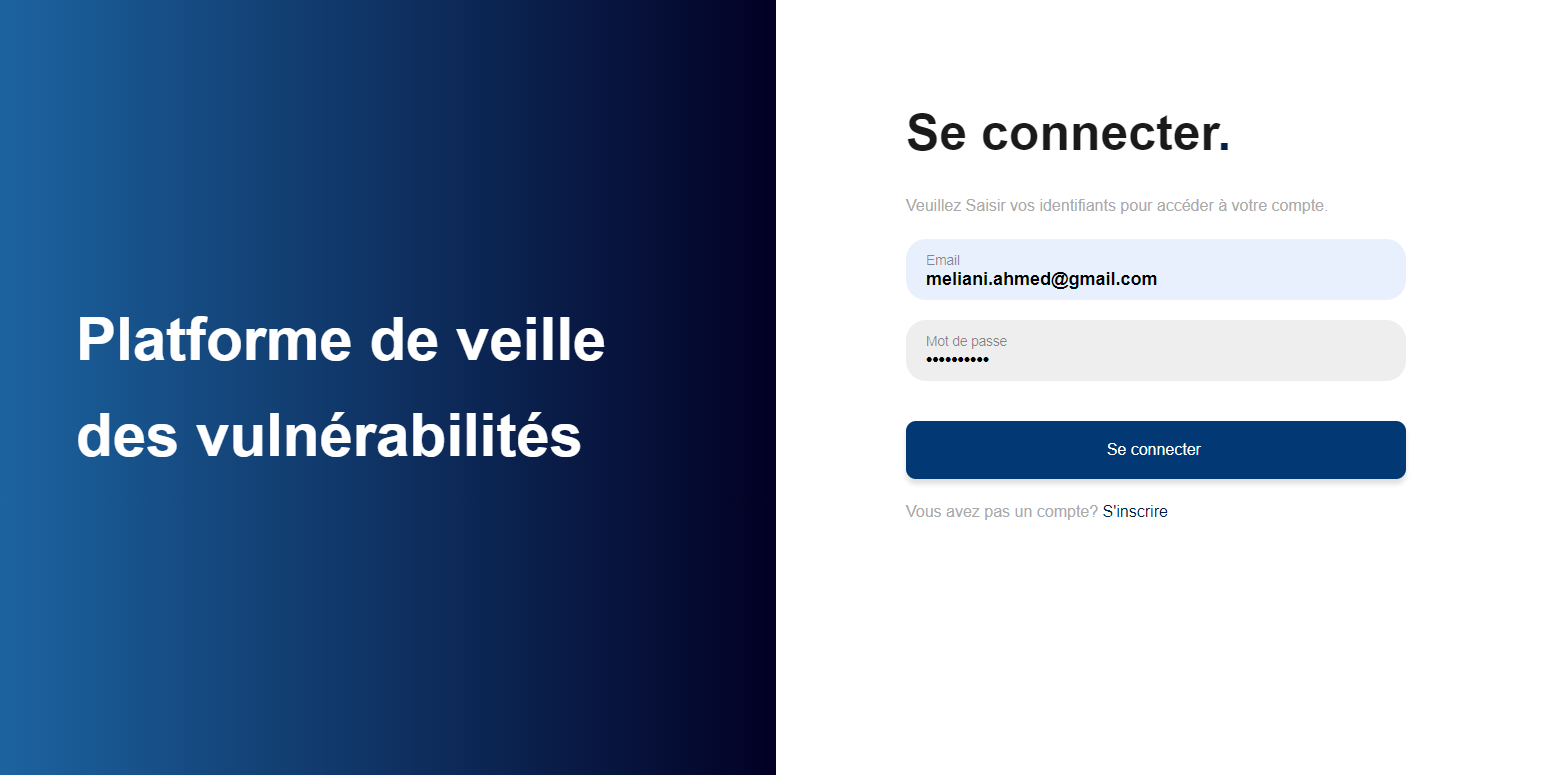 Platforme de veille
des vulnérabilités
Se connecter.
Veuillez Saisir vos identifiants pour accéder à votre compte.
Email
meliani.ahmed@gmail.com
Mot de passe
••••••••••
Se connecter
Vous avez pas un compte? S'inscrire